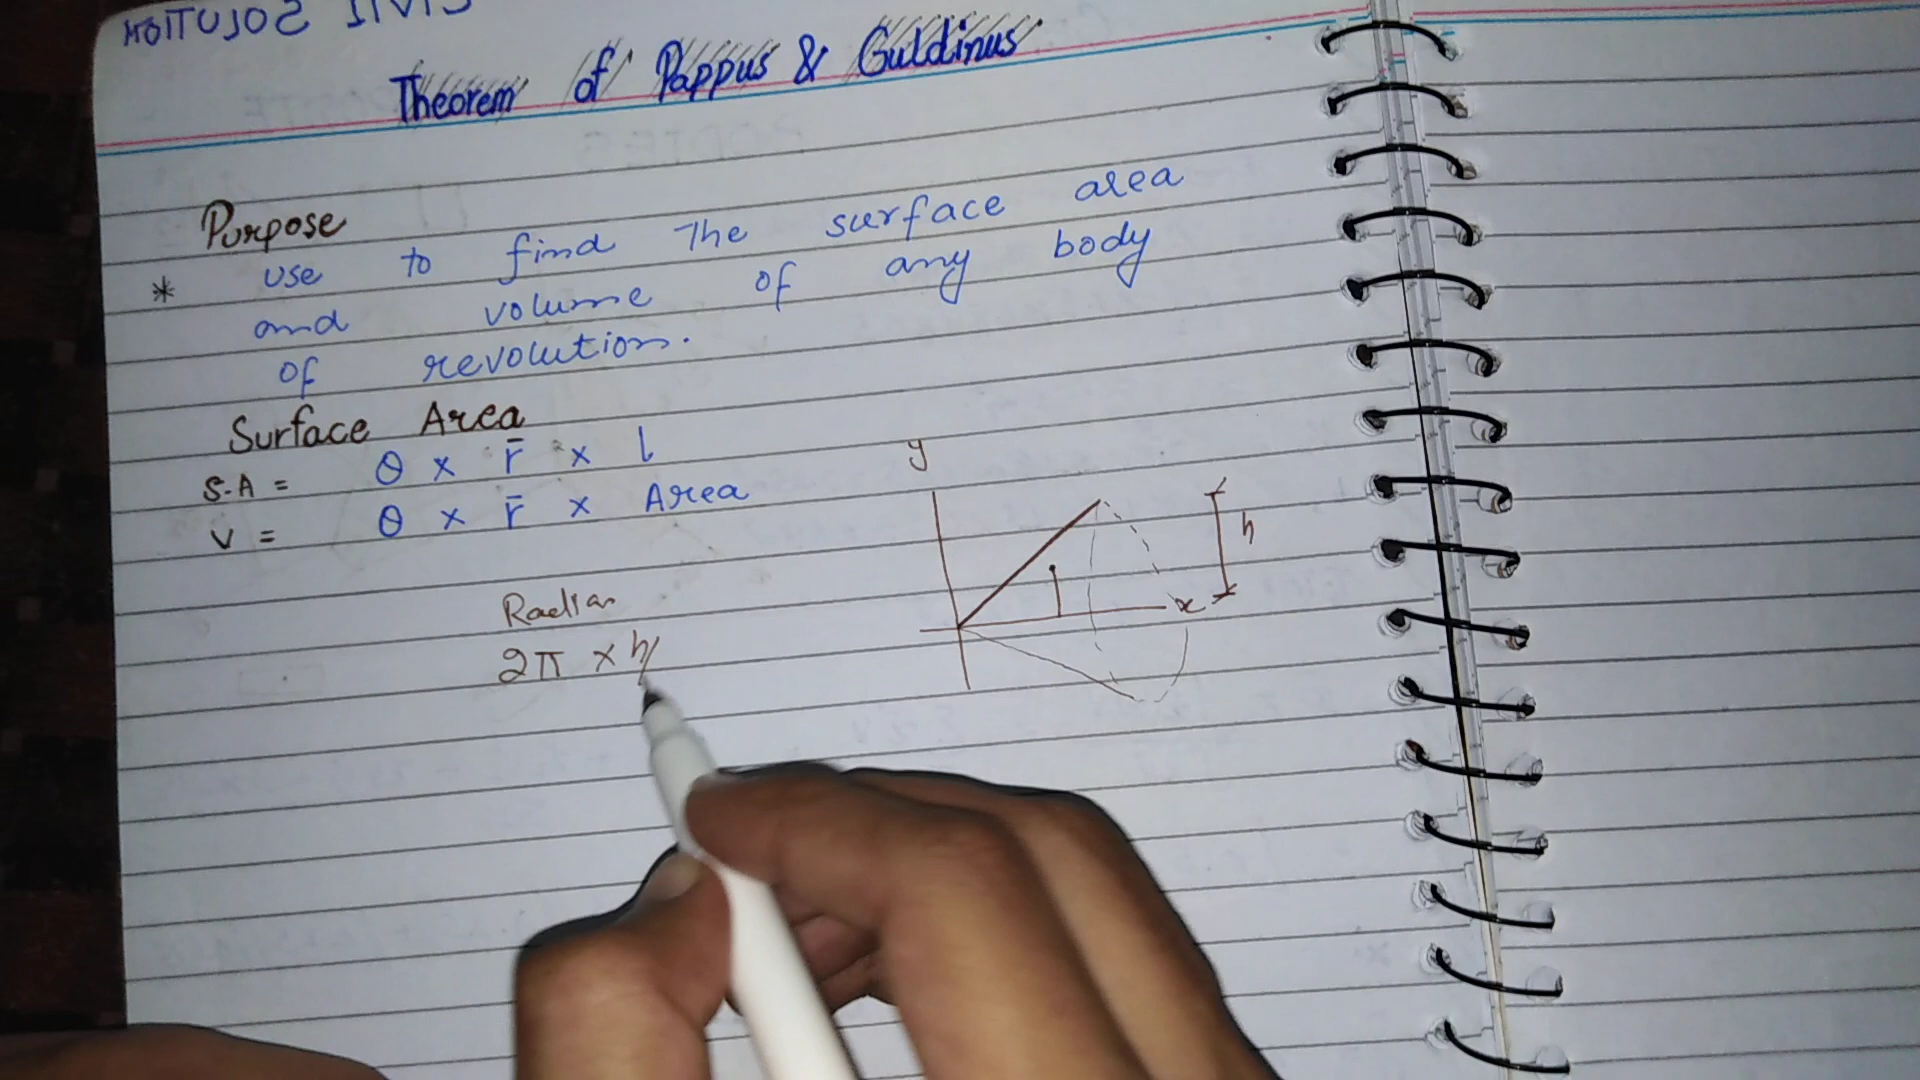 Theorem of Pappus & Guldinus
Purpose
* use to find The surface area
and volume of any body
of revolution.
Surface Area
S.A = θ × r̄ × l
V = θ × r̄ × Area
y
h
x
Radian
2π × h/